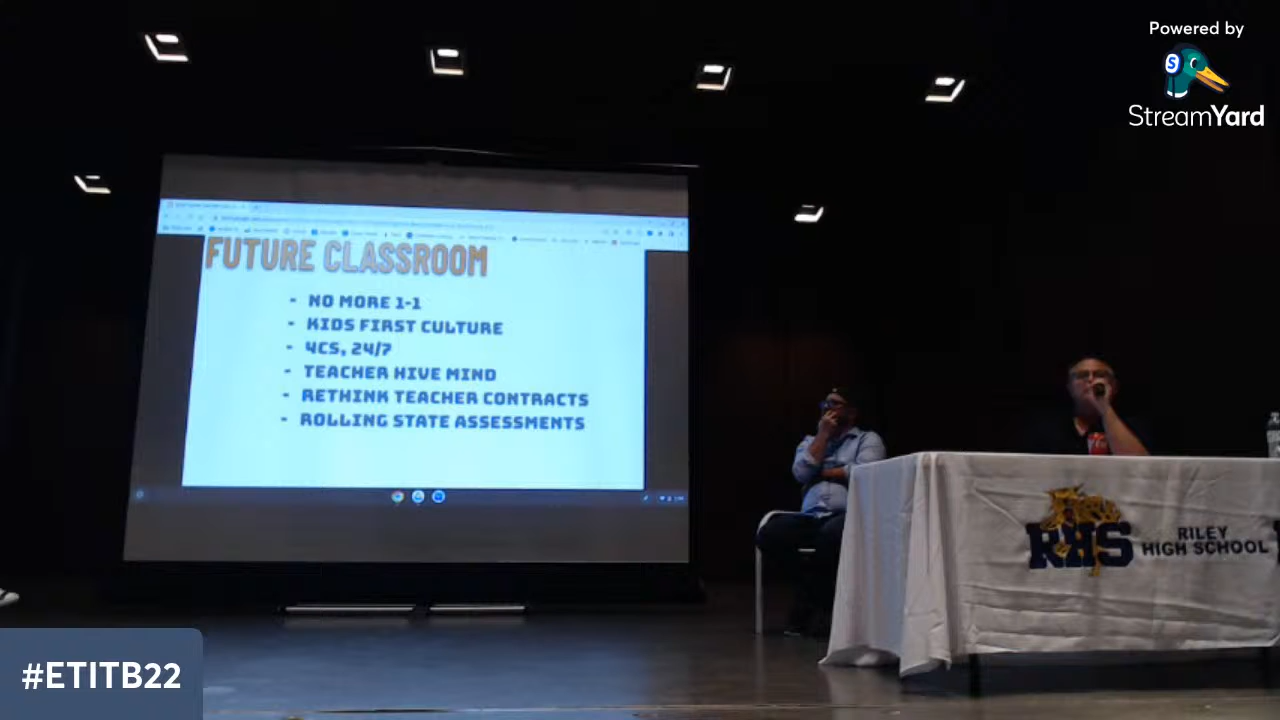 Powered by
S
StreamYard
FUTURE CLASSROOM
- NO MORE 1-1
- KIDS FIRST CULTURE
- 4CS, 24/7
- TEACHER HIVE MIND
- RETHINK TEACHER CONTRACTS
- ROLLING STATE ASSESSMENTS
RHS
RILEY
HIGH SCHOOL
#ETITB22